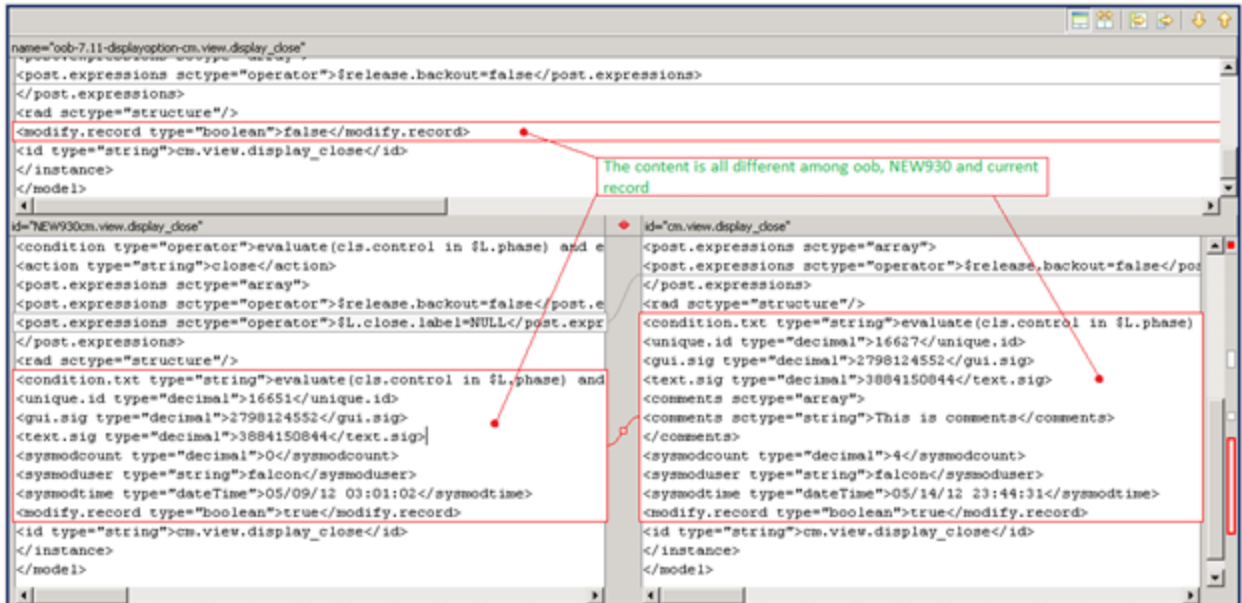 name="oob-7.11-displayoption-cm.view.display_close"
<post.expressions sctype="array">
<post.expressions sctype="operator">$release.backout=false</post.expressions>
</post.expressions>
<rad sctype="structure"/>
<modify.record type="boolean">false</modify.record>
<id type="string">cm.view.display_close</id>
</instance>
</model>
The content is all different among oob, NEW930 and current
record
id="NEW930cm.view.display_close"
<condition type="operator">evaluate(cls.control in $L.phase) and e
<action type="string">close</action>
<post.expressions sctype="array">
<post.expressions sctype="operator">$release.backout=false</post.e
<post.expressions sctype="operator">$L.close.label=NULL</post.expr
</post.expressions>
<rad sctype="structure"/>
<condition.txt type="string">evaluate(cls.control in $L.phase) and
<unique.id type="decimal">16651</unique.id>
<gui.sig type="decimal">2798124552</gui.sig>
<text.sig type="decimal">3884150844</text.sig>
<sysmodcount type="decimal">0</sysmodcount>
<sysmoduser type="string">falcon</sysmoduser>
<sysmodtime type="dateTime">05/09/12 03:01:02</sysmodtime>
<modify.record type="boolean">true</modify.record>
<id type="string">cm.view.display_close</id>
</instance>
</model>
id="cm.view.display_close"
<post.expressions sctype="array">
<post.expressions sctype="operator">$release.backout=false</pos
</post.expressions>
<rad sctype="structure"/>
<condition.txt type="string">evaluate(cls.control in $L.phase)
<unique.id type="decimal">16627</unique.id>
<gui.sig type="decimal">2798124552</gui.sig>
<text.sig type="decimal">3884150844</text.sig>
<comments sctype="array">
<comments sctype="string">This is comments</comments>
</comments>
<sysmodcount type="decimal">4</sysmodcount>
<sysmoduser type="string">falcon</sysmoduser>
<sysmodtime type="dateTime">05/14/12 23:44:31</sysmodtime>
<modify.record type="boolean">true</modify.record>
<id type="string">cm.view.display_close</id>
</instance>
</model>